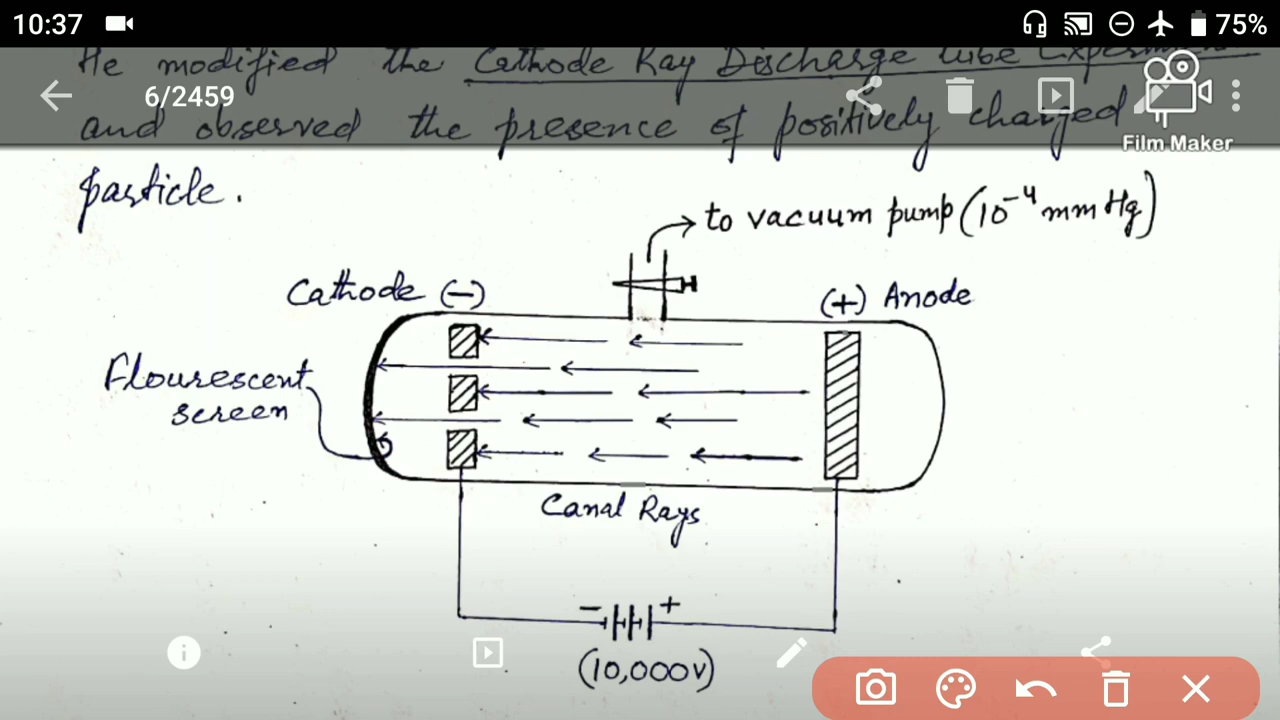 10:37
75%
He modified the Cathode Ray Discharge tube Experiment
6/2459
and observed the presence of positively charged
Film Maker
particle.
to vacuum pump (10⁻⁴ mm Hg)
Cathode (-)
(+) Anode
Flourescent
screen
Canal Rays
- +
(10,000v)